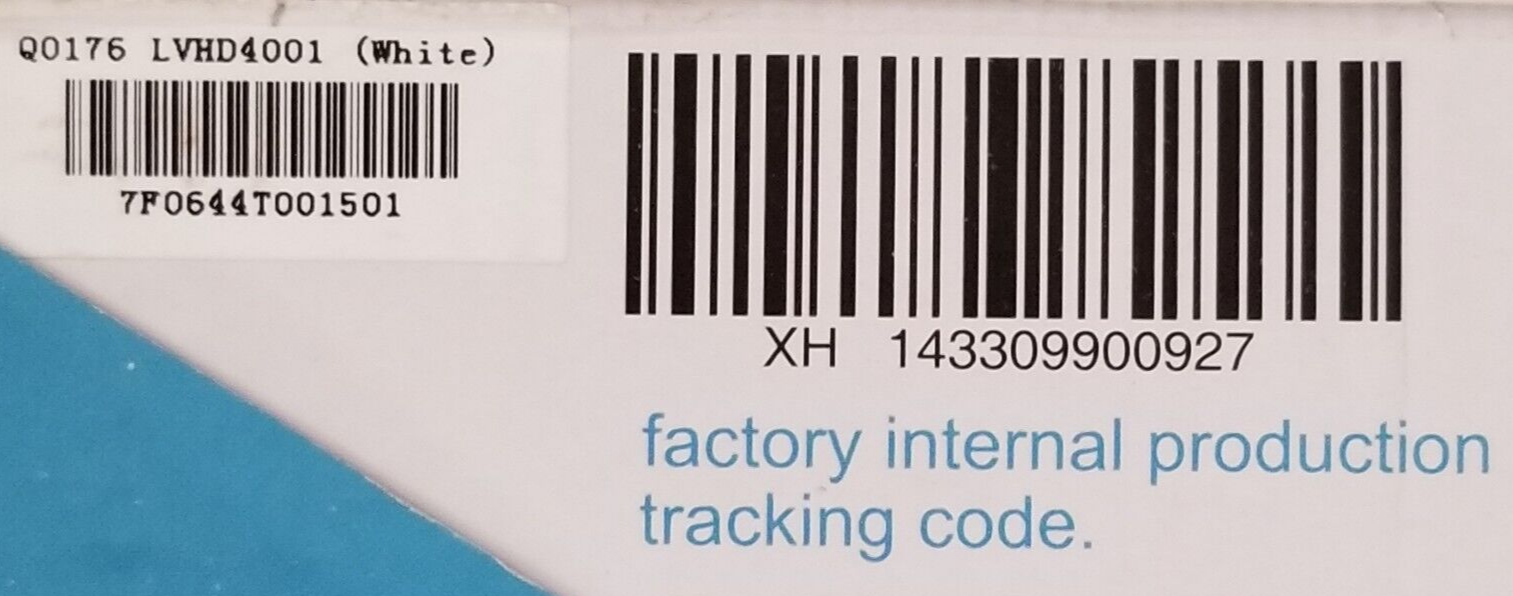 Q0176 LVHD4001 (White)
7F0644T001501
XH 143309900927
factory internal production
tracking code.